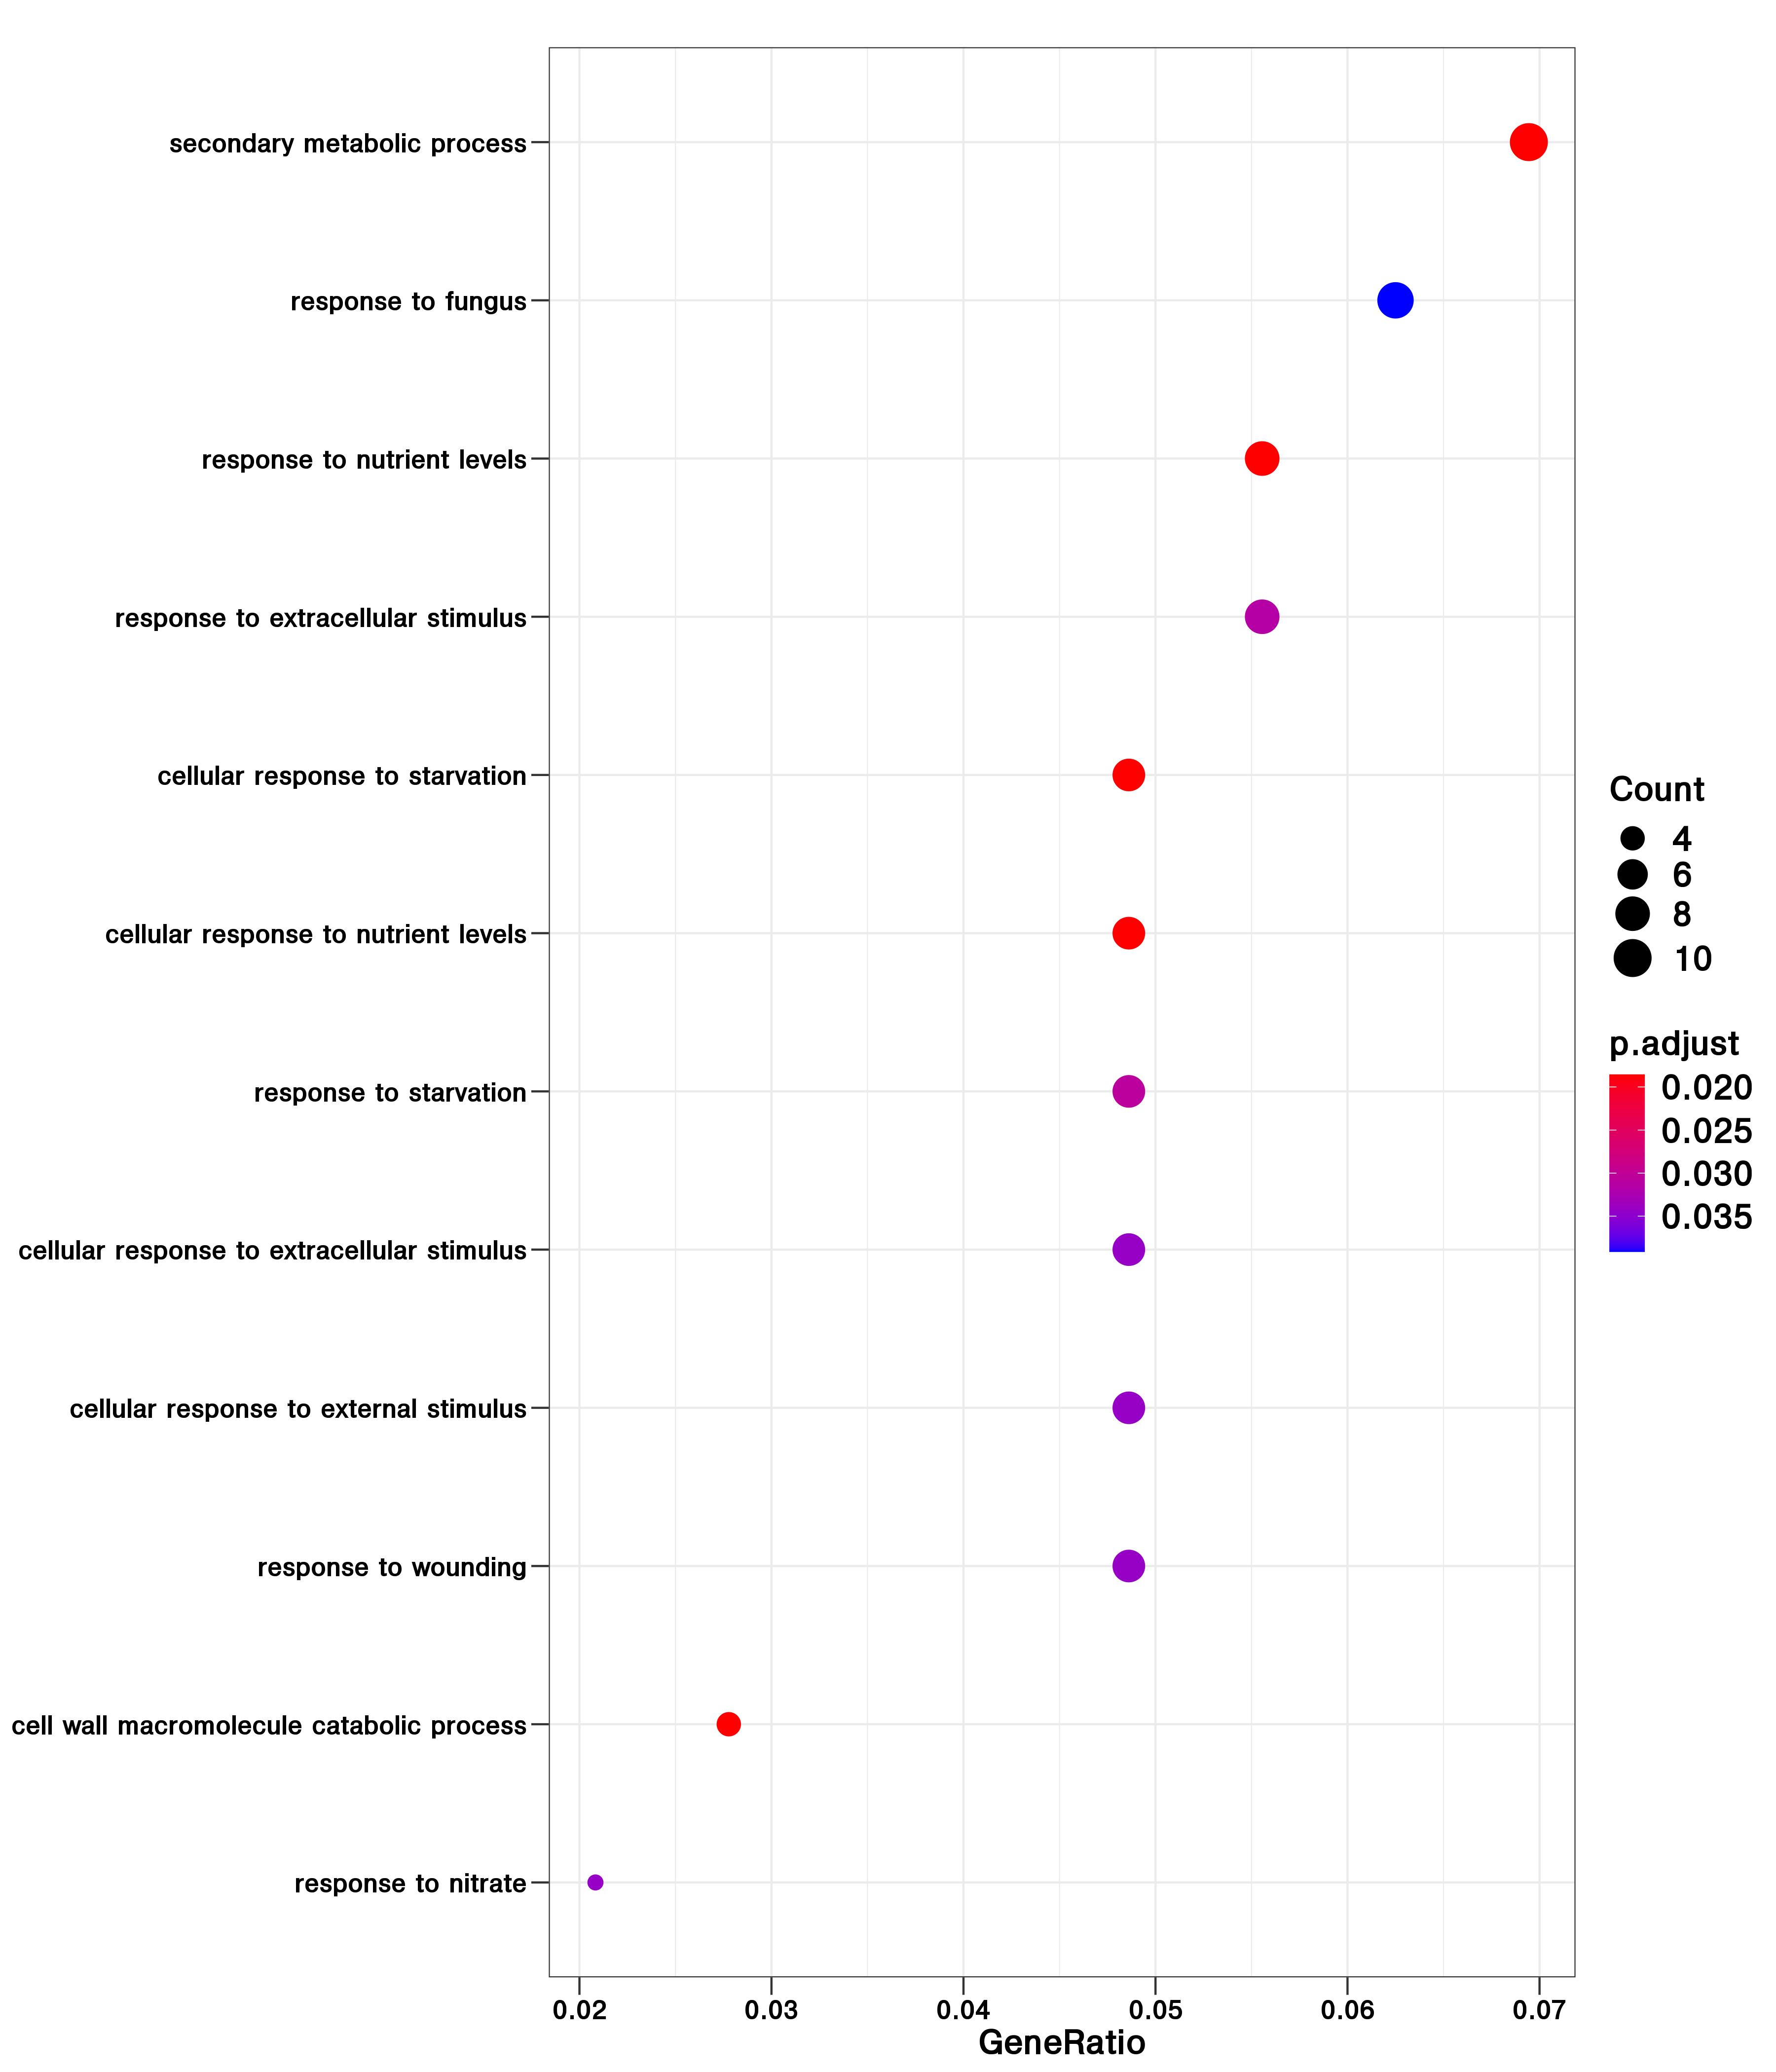 secondary metabolic process
response to fungus
response to nutrient levels
response to extracellular stimulus
cellular response to starvation
cellular response to nutrient levels
response to starvation
cellular response to extracellular stimulus
cellular response to external stimulus
response to wounding
cell wall macromolecule catabolic process
response to nitrate
0.02 0.03 0.04 0.05 0.06 0.07
GeneRatio
Count
4
6
8
10
p.adjust
0.020
0.025
0.030
0.035